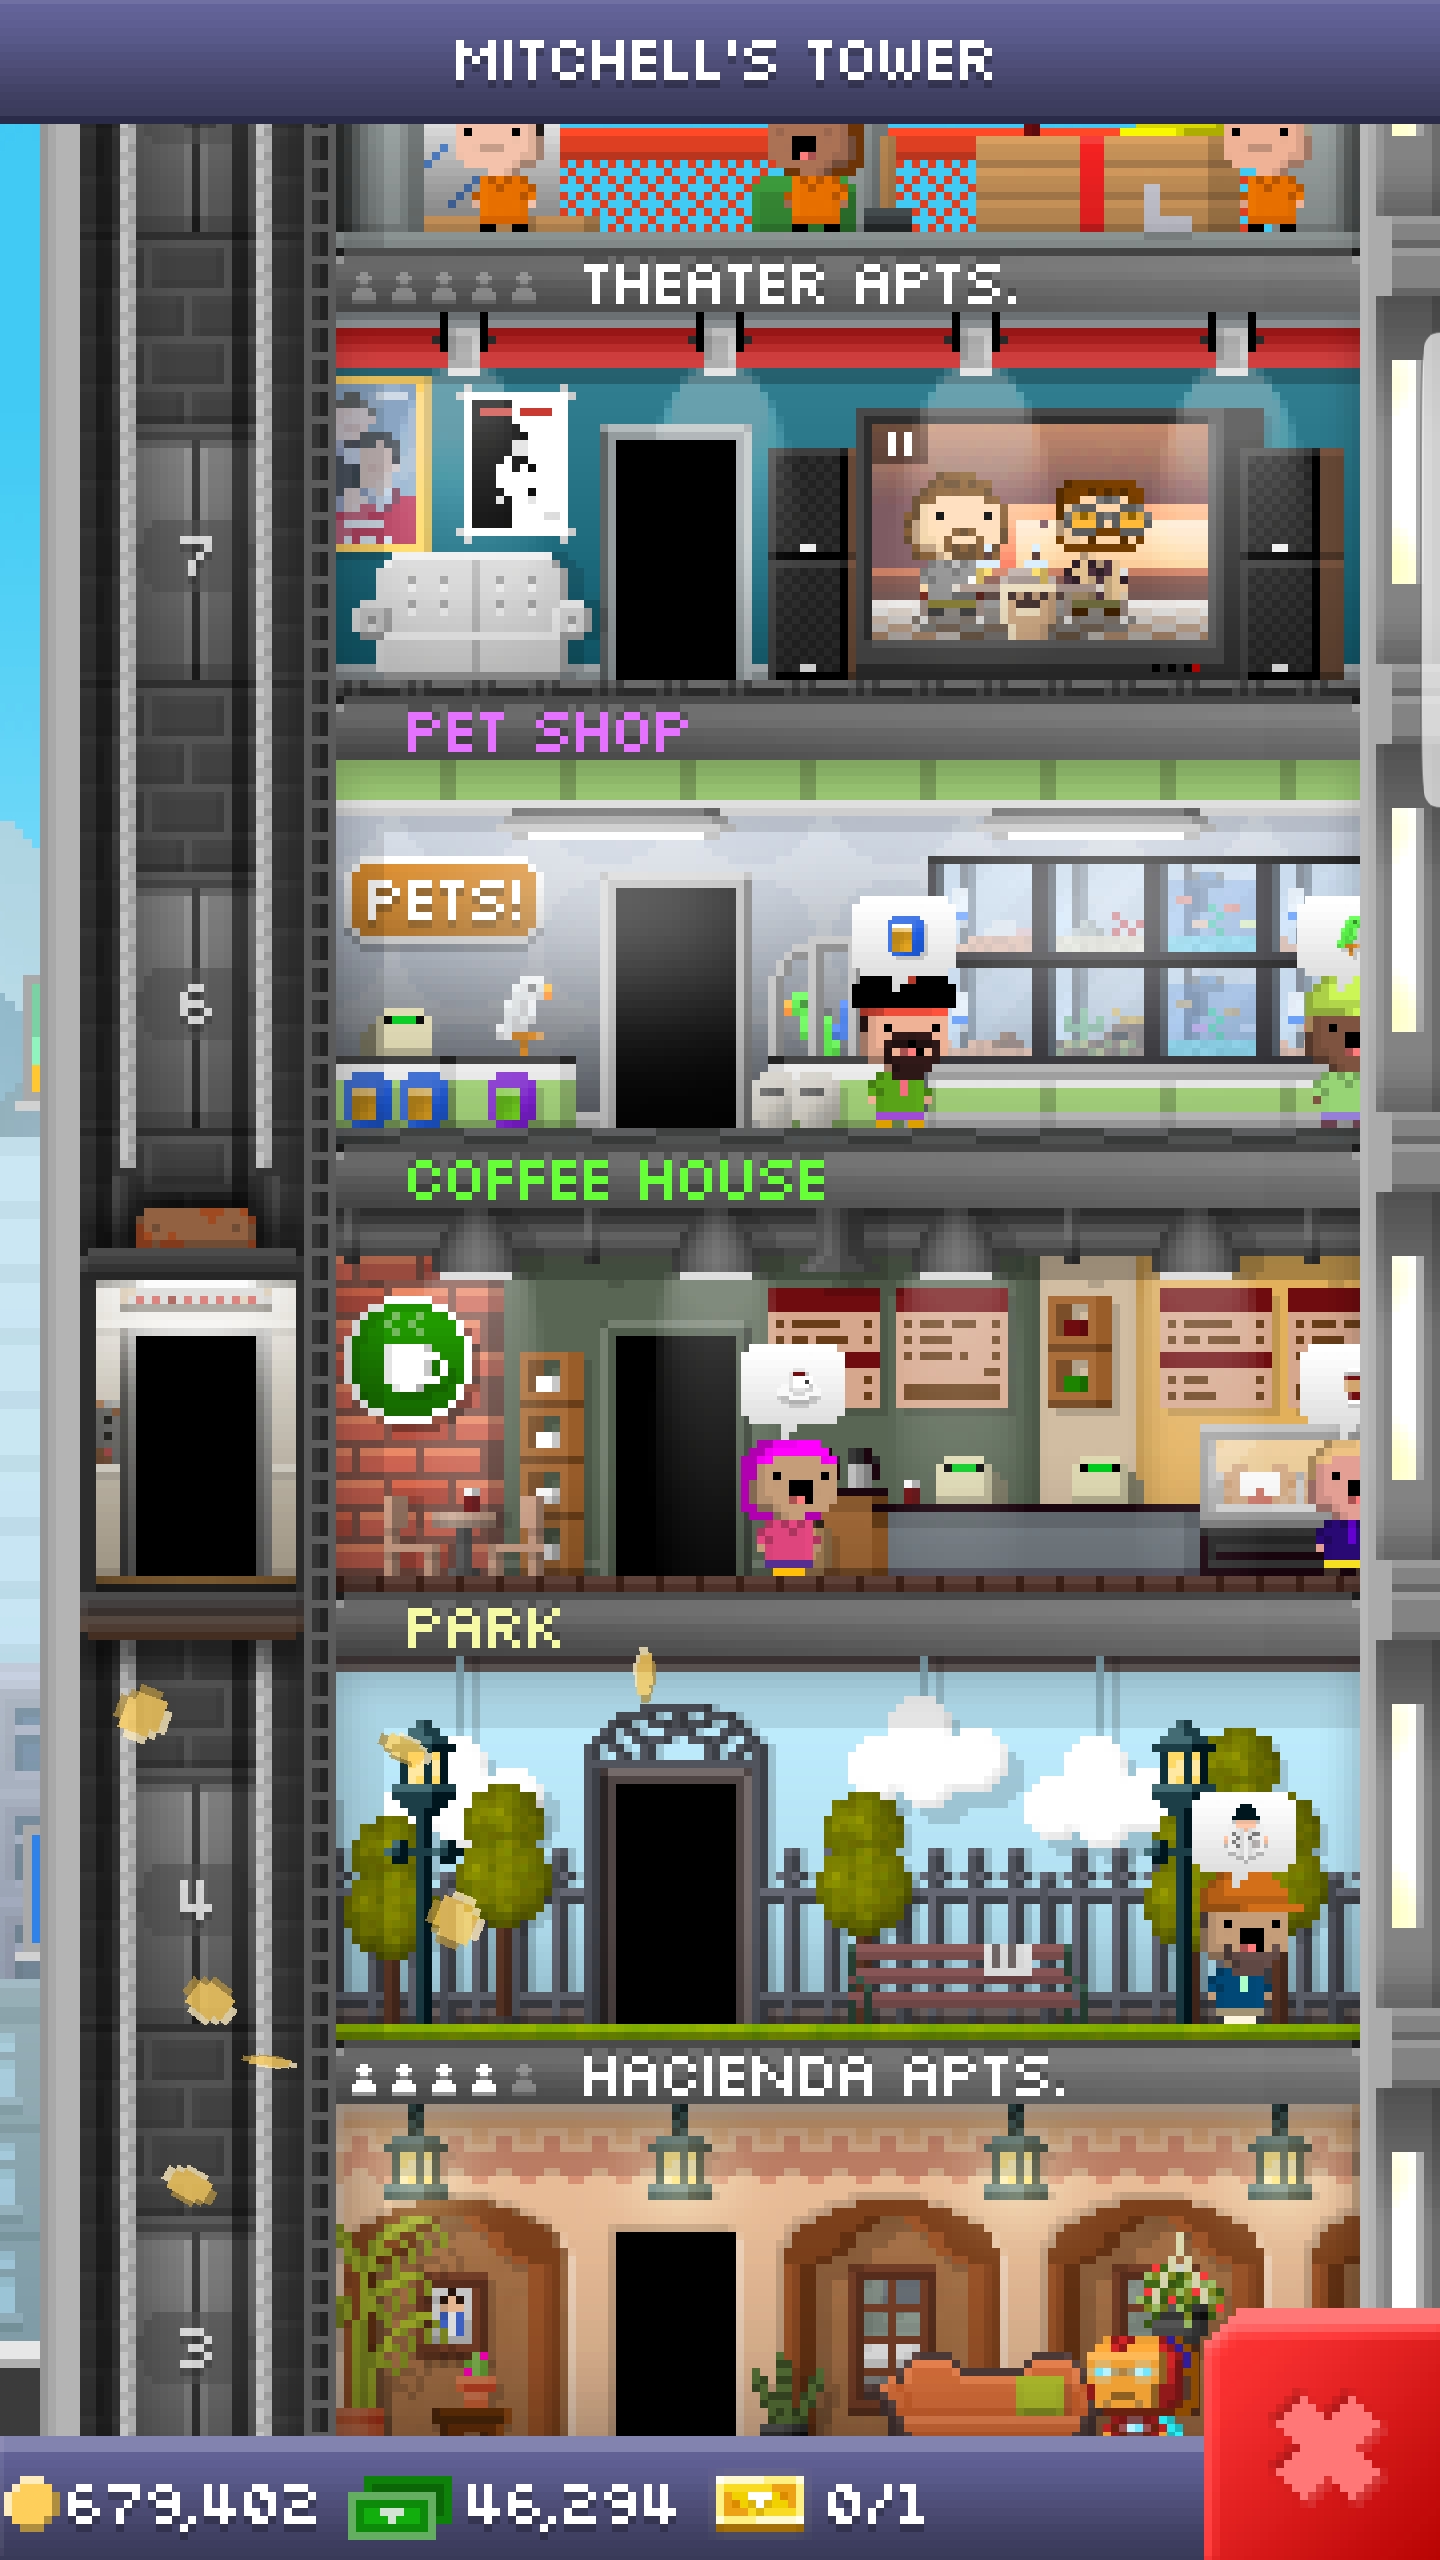 MITCHELL'S TOWER
THEATER APTS.
7
PET SHOP
PETS!
6
COFFEE HOUSE
PARK
4
HACIENDA APTS.
3
679,402 46,294 0/1